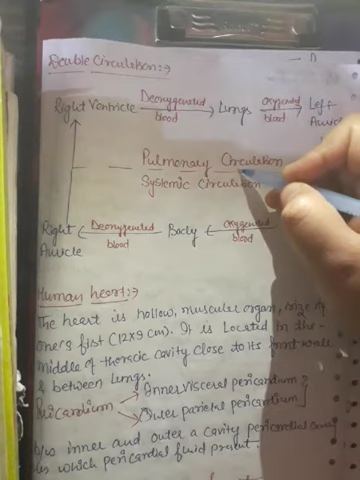 Double Circulation:→
Right Ventricle Deoxygenated blood → Lungs Oxygenated blood → Left Auricle
Pulmonary Circulation
Systemic Circulation
Right Auricle ← Deoxygenated blood Body ← Oxygenated blood
Human heart:→
The heart is hollow, muscular organ, size of
one's fist (12x9 cm). It is located in the
middle of thoracic cavity close to its front wall
& between lungs.
Pericardium → Inner visceral pericardium
→ Outer parietal pericardium
b/w inner and outer a cavity pericardial
which pericardial fluid present.